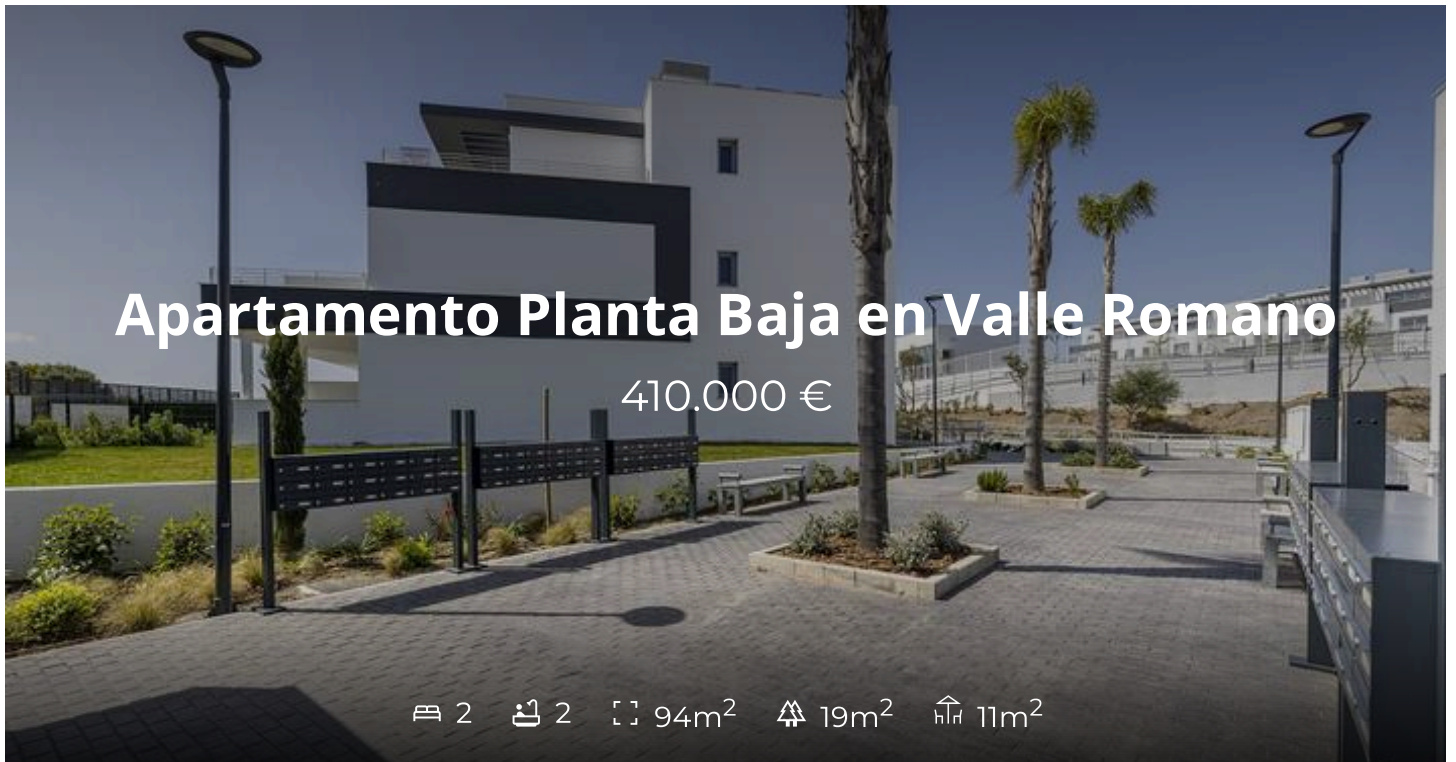 Apartamento Planta Baja en Valle Romano
410.000 €
2 2 94m² 19m² 11m²